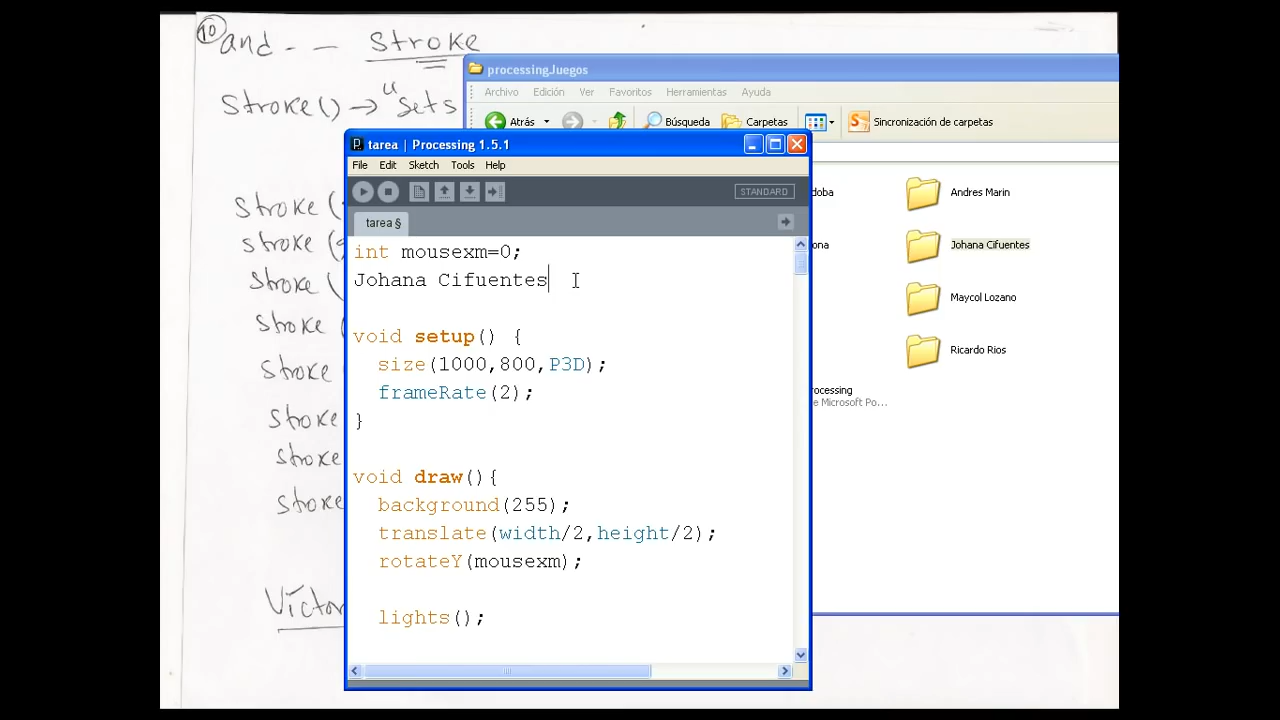 10 and - - stroke
stroke() → "Sets
stroke (
stroke (
stroke (
stroke (
stroke
stroke
stroke
stroke
Victor
processingJuegos
Archivo Edición Ver Favoritos Herramientas Ayuda
Atrás Búsqueda Carpetas Sincronización de carpetas
doba Andres Marin
ona Johana Cifuentes
Maycol Lozano
Ricardo Rios
rocessing
e Microsoft Po...
tarea | Processing 1.5.1
File Edit Sketch Tools Help
STANDARD
tarea §
int mousexm=0;
Johana Cifuentes
void setup() {
size(1000,800,P3D);
frameRate(2);
}
void draw(){
background(255);
translate(width/2,height/2);
rotateY(mousexm);
lights();